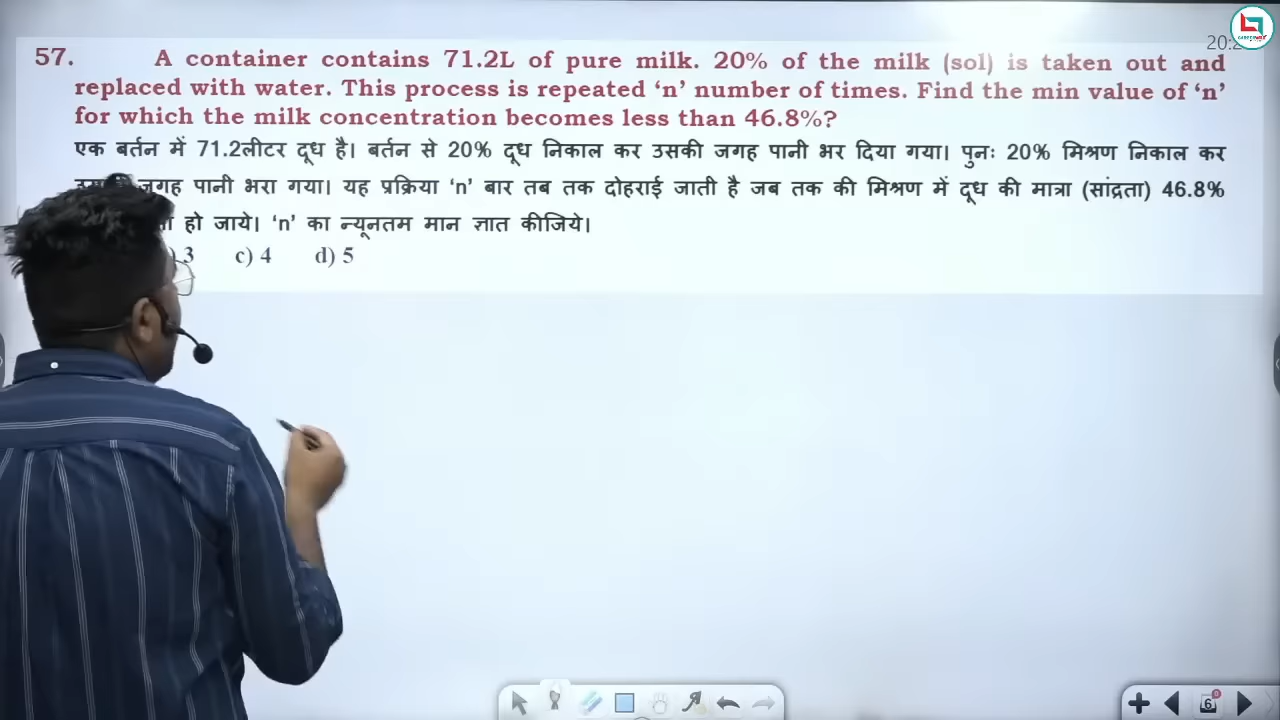 20:2
57. A container contains 71.2L of pure milk. 20% of the milk (sol) is taken out and
replaced with water. This process is repeated ‘n’ number of times. Find the min value of ‘n’
for which the milk concentration becomes less than 46.8%?
एक बर्तन में 71.2लीटर दूध है। बर्तन से 20% दूध निकाल कर उसकी जगह पानी भर दिया गया। पुनः 20% मिश्रण निकाल कर
जगह पानी भरा गया। यह प्रक्रिया ‘n’ बार तब तक दोहराई जाती है जब तक की मिश्रण में दूध की मात्रा (सांद्रता) 46.8%
हो जाये। ‘n’ का न्यूनतम मान ज्ञात कीजिये।
) 3 c) 4 d) 5
6